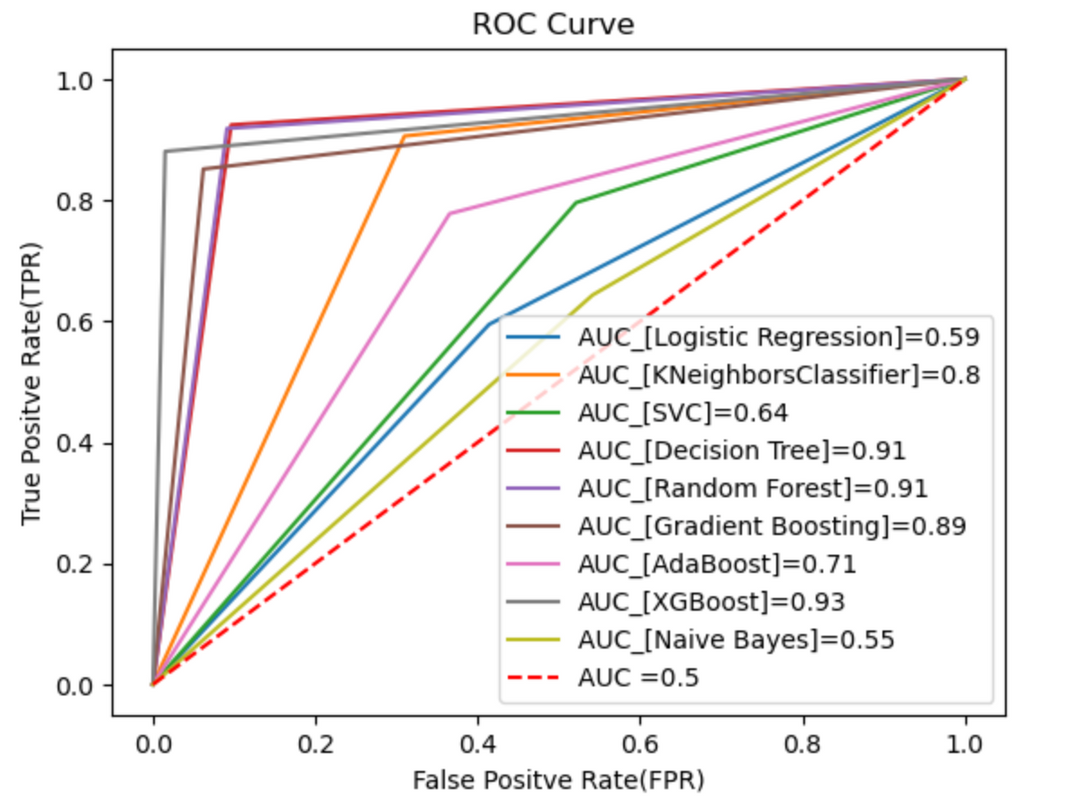 ROC Curve
1.0
0.8
0.6
0.4
0.2
0.0
True Positve Rate(TPR)
AUC_[Logistic Regression]=0.59
AUC_[KNeighborsClassifier]=0.8
AUC_[SVC]=0.64
AUC_[Decision Tree]=0.91
AUC_[Random Forest]=0.91
AUC_[Gradient Boosting]=0.89
AUC_[AdaBoost]=0.71
AUC_[XGBoost]=0.93
AUC_[Naive Bayes]=0.55
AUC =0.5
0.0 0.2 0.4 0.6 0.8 1.0
False Positve Rate(FPR)